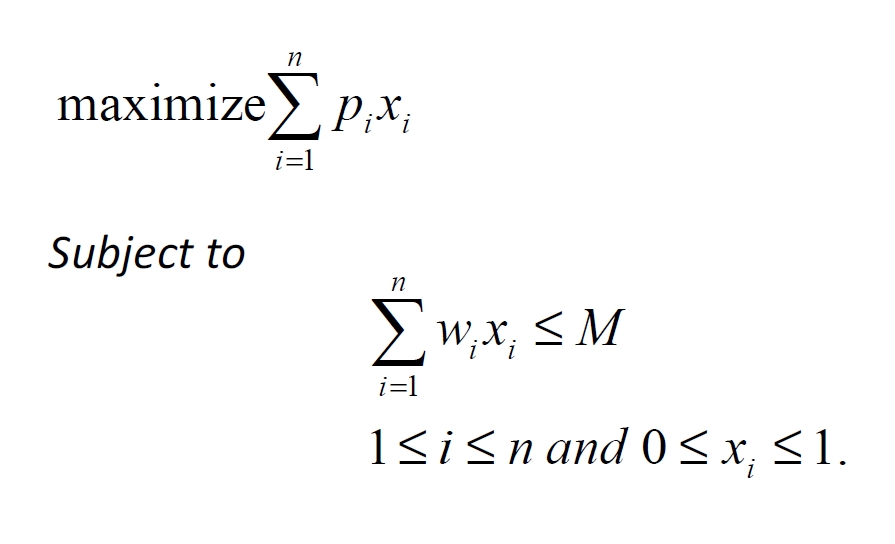 maximize ∑_{i=1}^{n} p_i x_i
Subject to
∑_{i=1}^{n} w_i x_i ≤ M
1 ≤ i ≤ n and 0 ≤ x_i ≤ 1.